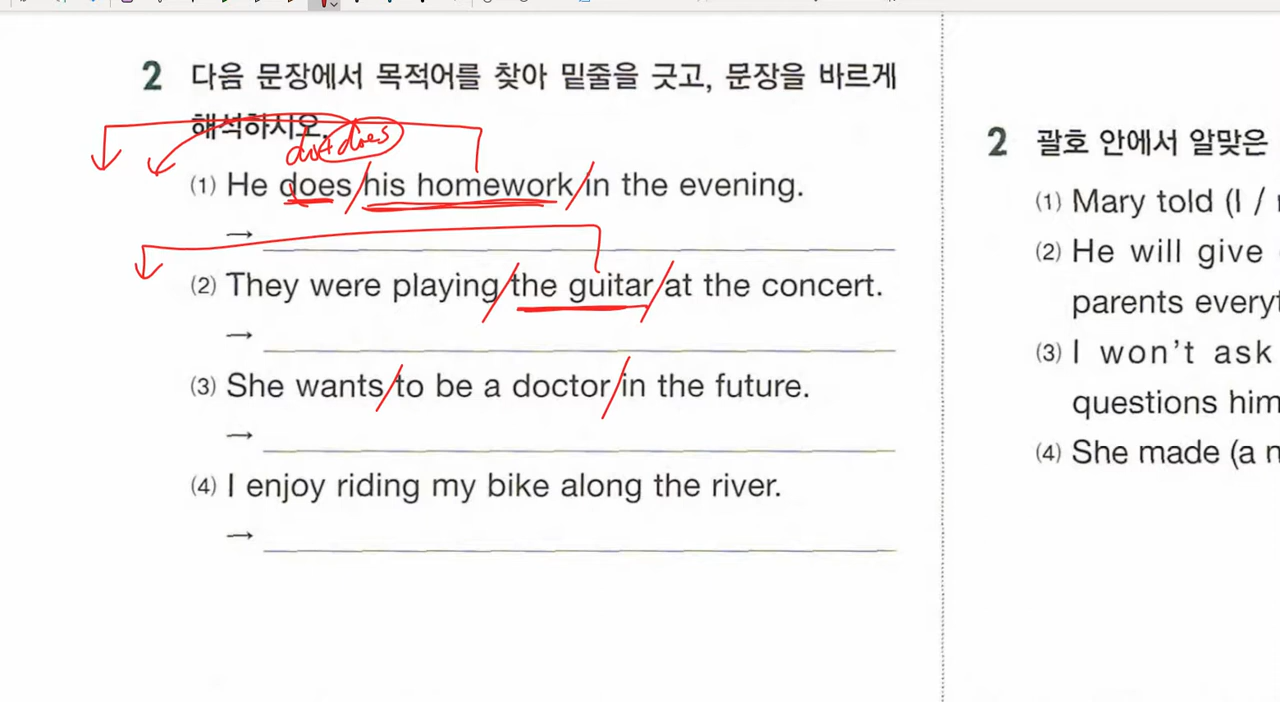 2 다음 문장에서 목적어를 찾아 밑줄을 긋고, 문장을 바르게
해석하시오.
does
(1) He does his homework in the evening.
→
(2) They were playing the guitar at the concert.
→
(3) She wants to be a doctor in the future.
→
(4) I enjoy riding my bike along the river.
→
2 괄호 안에서 알맞은
(1) Mary told (I /
(2) He will give
parents
(3) I won't ask
questions him
(4) She made (a